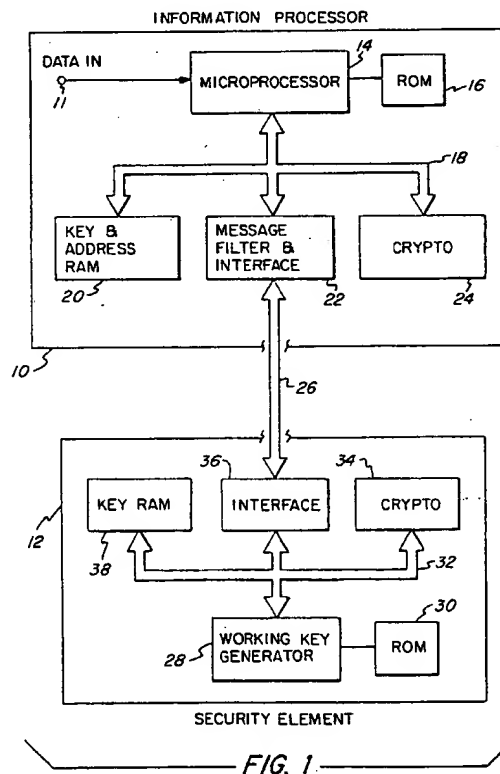 INFORMATION PROCESSOR
14
DATA IN
11
MICROPROCESSOR
ROM
16
18
KEY &
ADDRESS
RAM
20
MESSAGE
FILTER &
INTERFACE
22
CRYPTO
24
10
26
12
36
34
KEY RAM
38
INTERFACE
CRYPTO
32
30
28
WORKING KEY
GENERATOR
ROM
SECURITY ELEMENT
FIG. 1